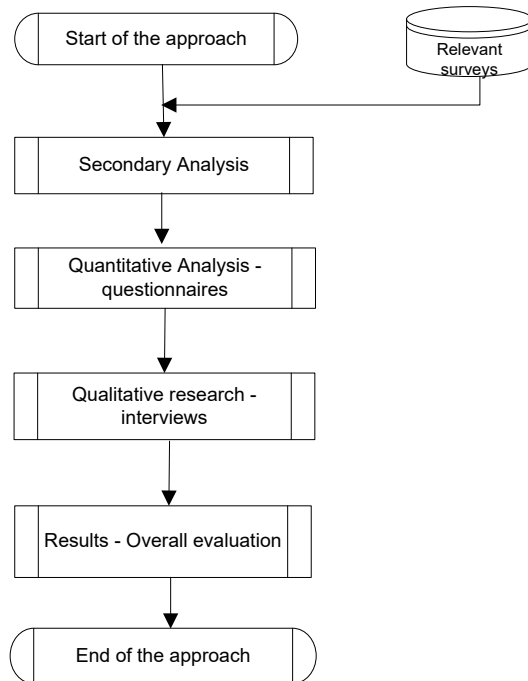 Start of the approach
Relevant
surveys
Secondary Analysis
Quantitative Analysis -
questionnaires
Qualitative research -
interviews
Results - Overall evaluation
End of the approach